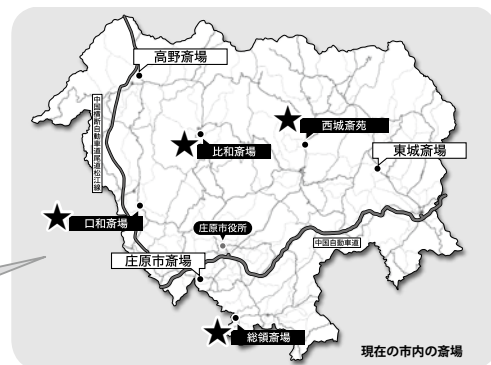 高野斎場
中国横断自動車道尾道松江線
西城斎苑
比和斎場
東城斎場
口和斎場
庄原市役所
中国自動車道
庄原市斎場
総領斎場
現在の市内の斎場